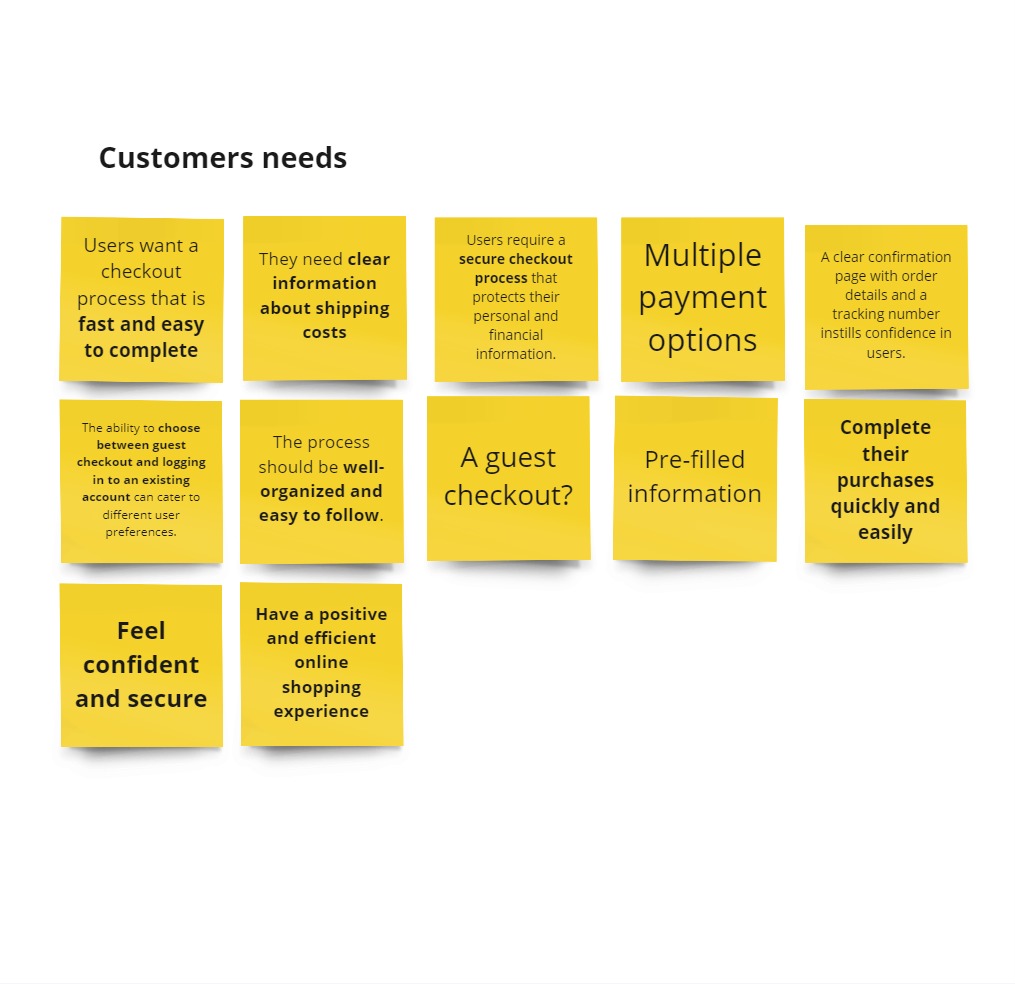 Customers needs
Users want a
checkout
process that is
fast and easy
to complete
They need clear
information
about shipping
costs
Users require a
secure checkout
process that
protects their
personal and
financial
information.
Multiple
payment
options
A clear confirmation
page with order
details and a
tracking number
instills confidence in
users.
The ability to choose
between guest
checkout and logging
in to an existing
account can cater to
different user
preferences.
The process
should be well-
organized and
easy to follow.
A guest
checkout?
Pre-filled
information
Complete
their
purchases
quickly and
easily
Feel
confident
and secure
Have a positive
and efficient
online
shopping
experience